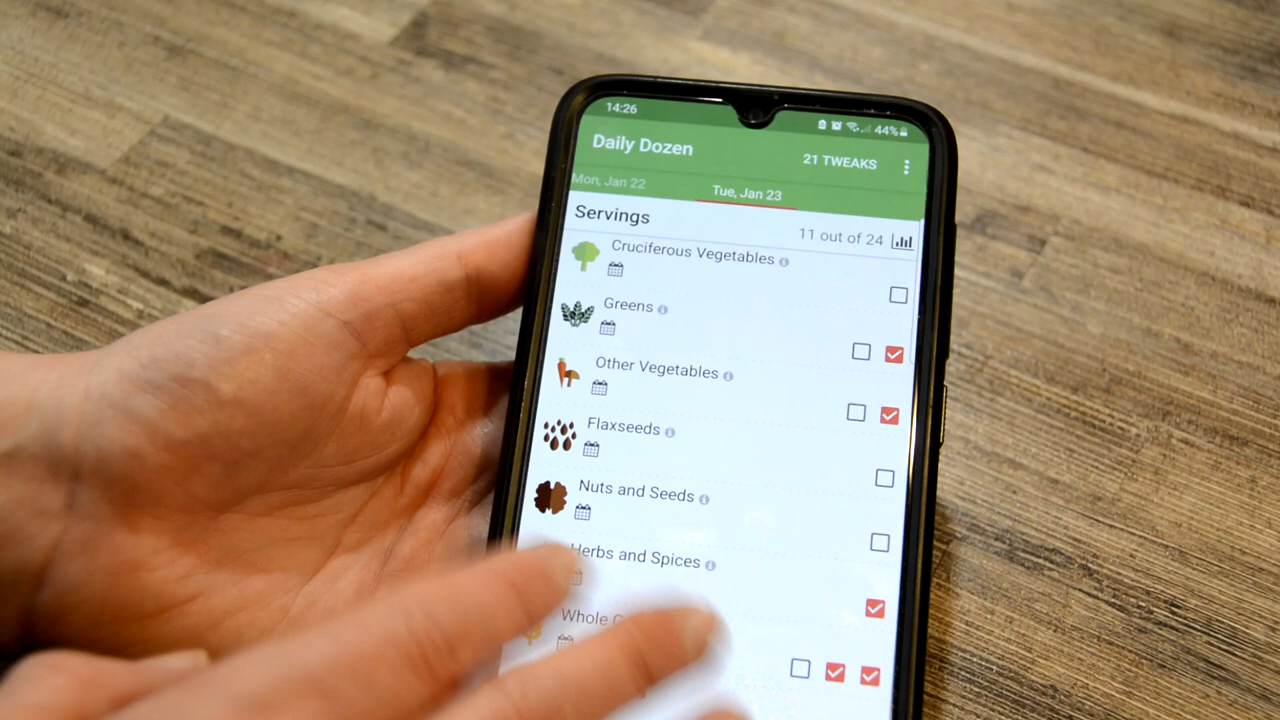 14:26 44%
Daily Dozen 21 TWEAKS
Mon, Jan 22 Tue, Jan 23
Servings 11 out of 24
Cruciferous Vegetables
Greens
Other Vegetables
Flaxseeds
Nuts and Seeds
Herbs and Spices
Whole